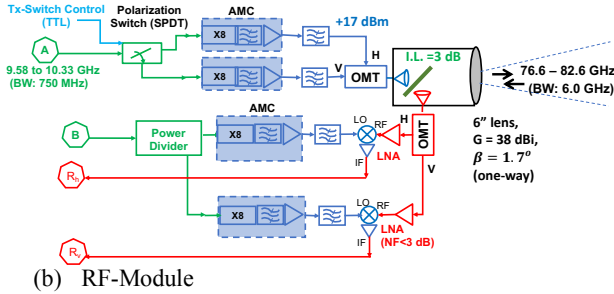 Tx-Switch Control
(TTL)
Polarization
Switch (SPDT)
AMC
+17 dBm
A
X8
H
I.L. =3 dB
9.58 to 10.33 GHz
(BW: 750 MHz)
X8
V
OMT
76.6 – 82.6 GHz
(BW: 6.0 GHz)
AMC
6” lens,
G = 38 dBi,
β = 1.7°
(one-way)
B
Power
Divider
X8
LO
RF
H
OMT
LNA
IF
V
Rh
X8
LO
RF
LNA
(NF<3 dB)
IF
Rv
(b) RF-Module